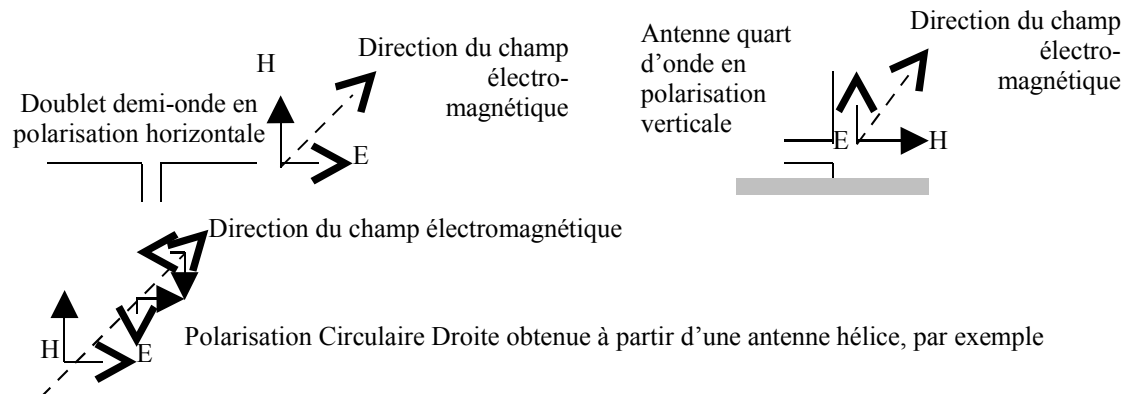 Direction du champ
électro-
magnétique
H
Doublet demi-onde en
polarisation horizontale
E
Antenne quart
d’onde en
polarisation
verticale
Direction du champ
électro-
magnétique
E
H
Direction du champ électromagnétique
H
E
Polarisation Circulaire Droite obtenue à partir d’une antenne hélice, par exemple